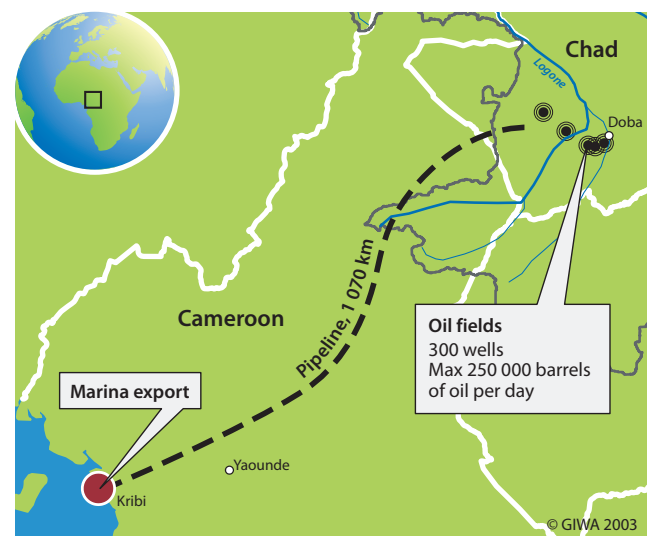 Chad
Logone
Doba
Pipeline, 1 070 km
Cameroon
Oil fields
300 wells
Max 250 000 barrels
of oil per day
Marina export
Yaounde
Kribi
© GIWA 2003